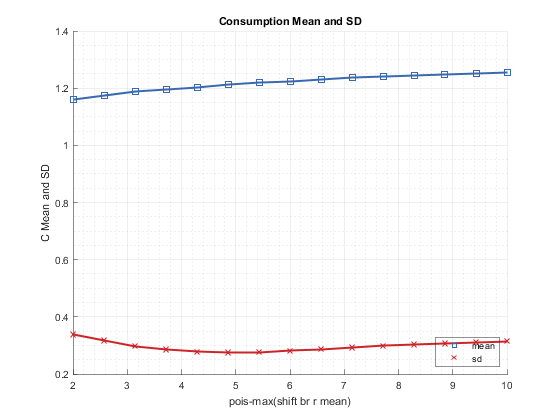 Consumption Mean and SD
1.4
1.2
1
0.8
0.6
0.4
0.2
C Mean and SD
2 3 4 5 6 7 8 9 10
pois-max(shift br r mean)
mean
sd